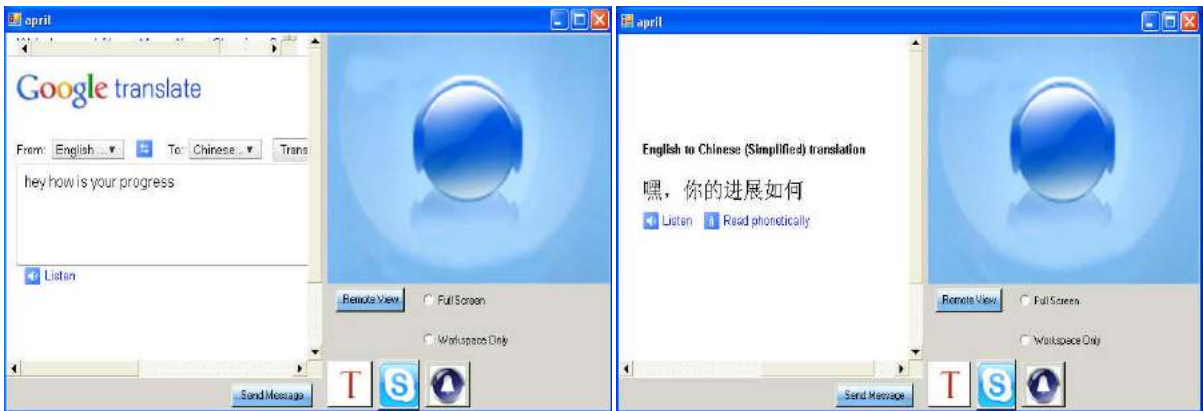 april
Google translate
From: English ... To: Chinese... Trans
hey how is your progress
Listen
Remote View
Full Screen
Workspace Only
T S
Send Message
april
English to Chinese (Simplified) translation
嘿，你的进展如何
Listen Read phonetically
Remote View
Full Screen
Workspace Only
T S
Send Message